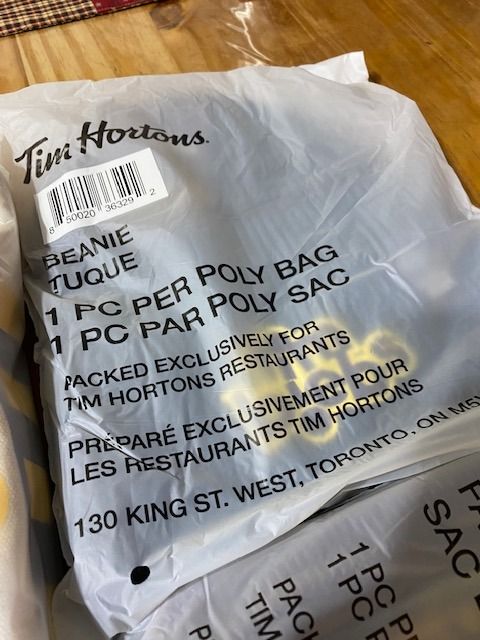 Tim Hortons.
8 50020 36329 2
BEANIE
TUQUE
1 PC PER POLY BAG
1 PC PAR POLY SAC
PACKED EXCLUSIVELY FOR
TIM HORTONS RESTAURANTS
PRÉPARÉ EXCLUSIVEMENT POUR
LES RESTAURANTS TIM HORTONS
130 KING ST. WEST, TORONTO, ON M5
SAC
1 PC P
1 PC
PAC
TIM